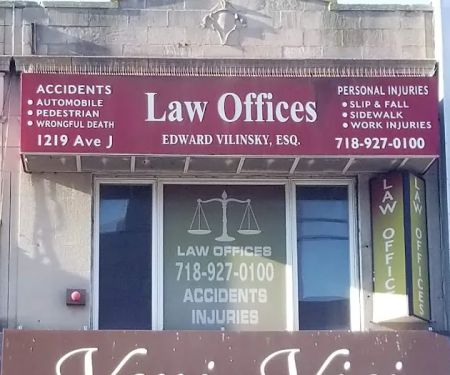 ACCIDENTS
• AUTOMOBILE
• PEDESTRIAN
• WRONGFUL DEATH
1219 Ave J
Law Offices
EDWARD VILINSKY, ESQ.
PERSONAL INJURIES
• SLIP & FALL
• SIDEWALK
• WORK INJURIES
718-927-0100
LAW OFFICES
718-927-0100
ACCIDENTS
INJURIES
LAW OFFIC
LAW OFFICES